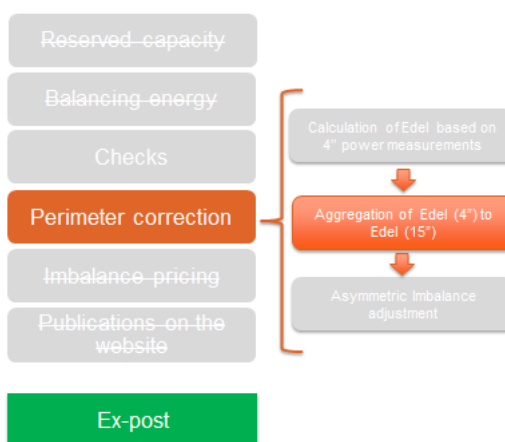 Reserved capacity
Balancing energy
Checks
Perimeter correction
Imbalance pricing
Publications on the
website
Ex-post
Calculation of Edel based on
4" power measurements
Aggregation of Edel (4") to
Edel (15")
Asymmetric Imbalance
adjustment